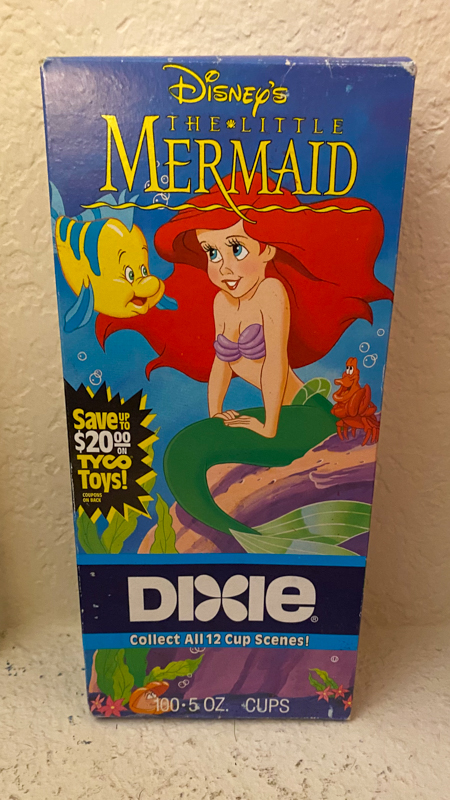 Disney's
THE LITTLE
MERMAID
Save UP TO
$20.00 ON
TYCO
Toys!
COUPONS
ON BACK
DIXIE®
Collect All 12 Cup Scenes!
100·5 OZ. CUPS